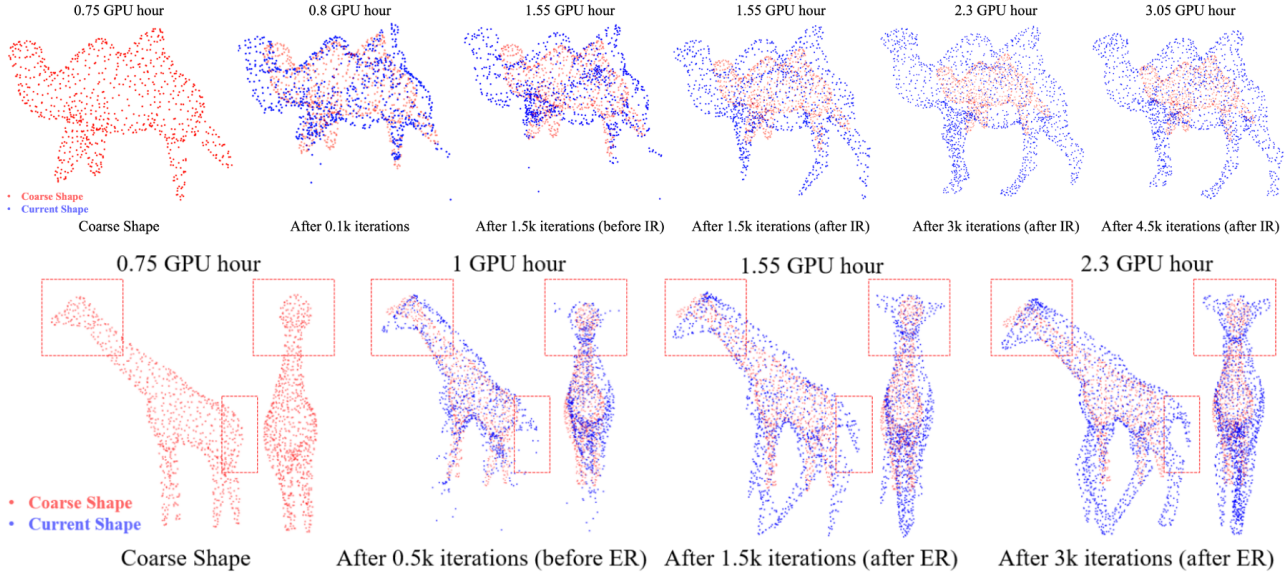 0.75 GPU hour 0.8 GPU hour 1.55 GPU hour 1.55 GPU hour 2.3 GPU hour 3.05 GPU hour
• Coarse Shape
• Current Shape
Coarse Shape After 0.1k iterations After 1.5k iterations (before IR) After 1.5k iterations (after IR) After 3k iterations (after IR) After 4.5k iterations (after IR)
0.75 GPU hour 1 GPU hour 1.55 GPU hour 2.3 GPU hour
• Coarse Shape
• Current Shape
Coarse Shape After 0.5k iterations (before ER) After 1.5k iterations (after ER) After 3k iterations (after ER)